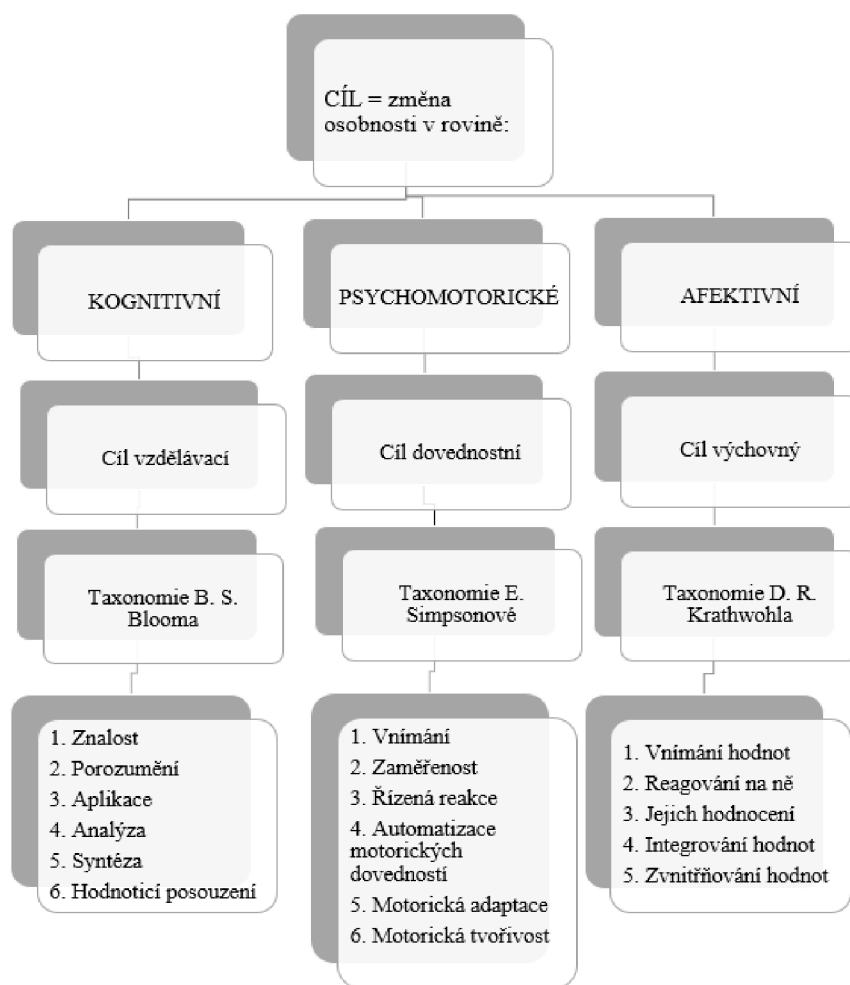 CÍL = změna
osobnosti v rovině:
KOGNITIVNÍ
PSYCHOMOTORICKÉ
AFEKTIVNÍ
Cíl vzdělávací
Cíl dovednostní
Cíl výchovný
Taxonomie B. S.
Blooma
Taxonomie E.
Simpsonové
Taxonomie D. R.
Krathwohla
1. Znalost
2. Porozumění
3. Aplikace
4. Analýza
5. Syntéza
6. Hodnoticí posouzení
1. Vnímání
2. Zaměřenost
3. Řízená reakce
4. Automatizace
motorických
dovedností
5. Motorická adaptace
6. Motorická tvořivost
1. Vnímání hodnot
2. Reagování na ně
3. Jejich hodnocení
4. Integrování hodnot
5. Zvnitřňování hodnot